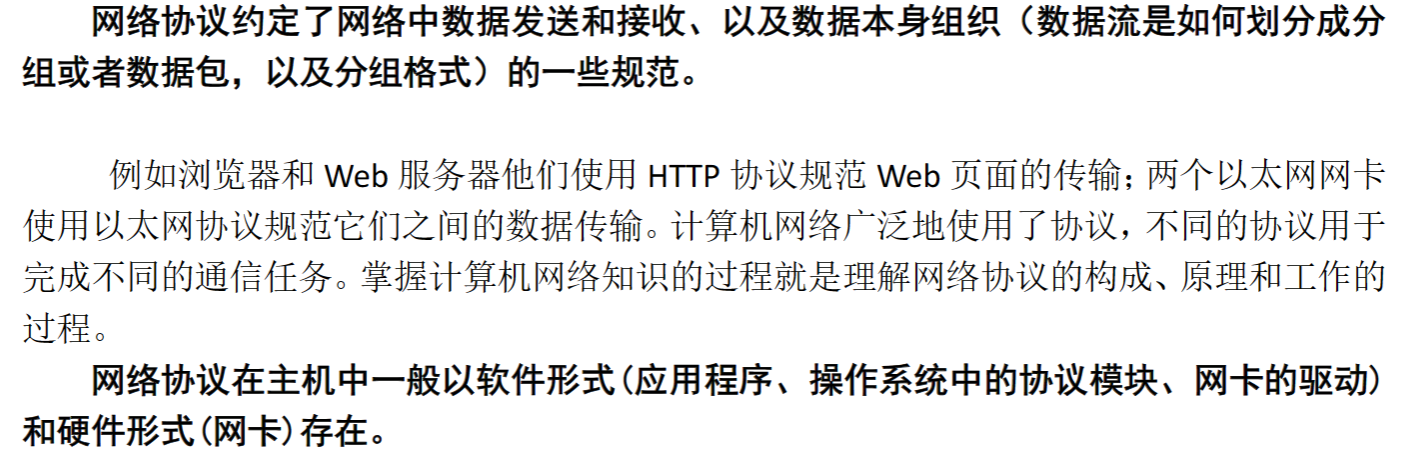 网络协议约定了网络中数据发送和接收、以及数据本身组织（数据流是如何划分成分
组或者数据包，以及分组格式）的一些规范。
例如浏览器和 Web 服务器他们使用 HTTP 协议规范 Web 页面的传输；两个以太网网卡
使用以太网协议规范它们之间的数据传输。计算机网络广泛地使用了协议，不同的协议用于
完成不同的通信任务。掌握计算机网络知识的过程就是理解网络协议的构成、原理和工作的
过程。
网络协议在主机中一般以软件形式(应用程序、操作系统中的协议模块、网卡的驱动)
和硬件形式(网卡)存在。